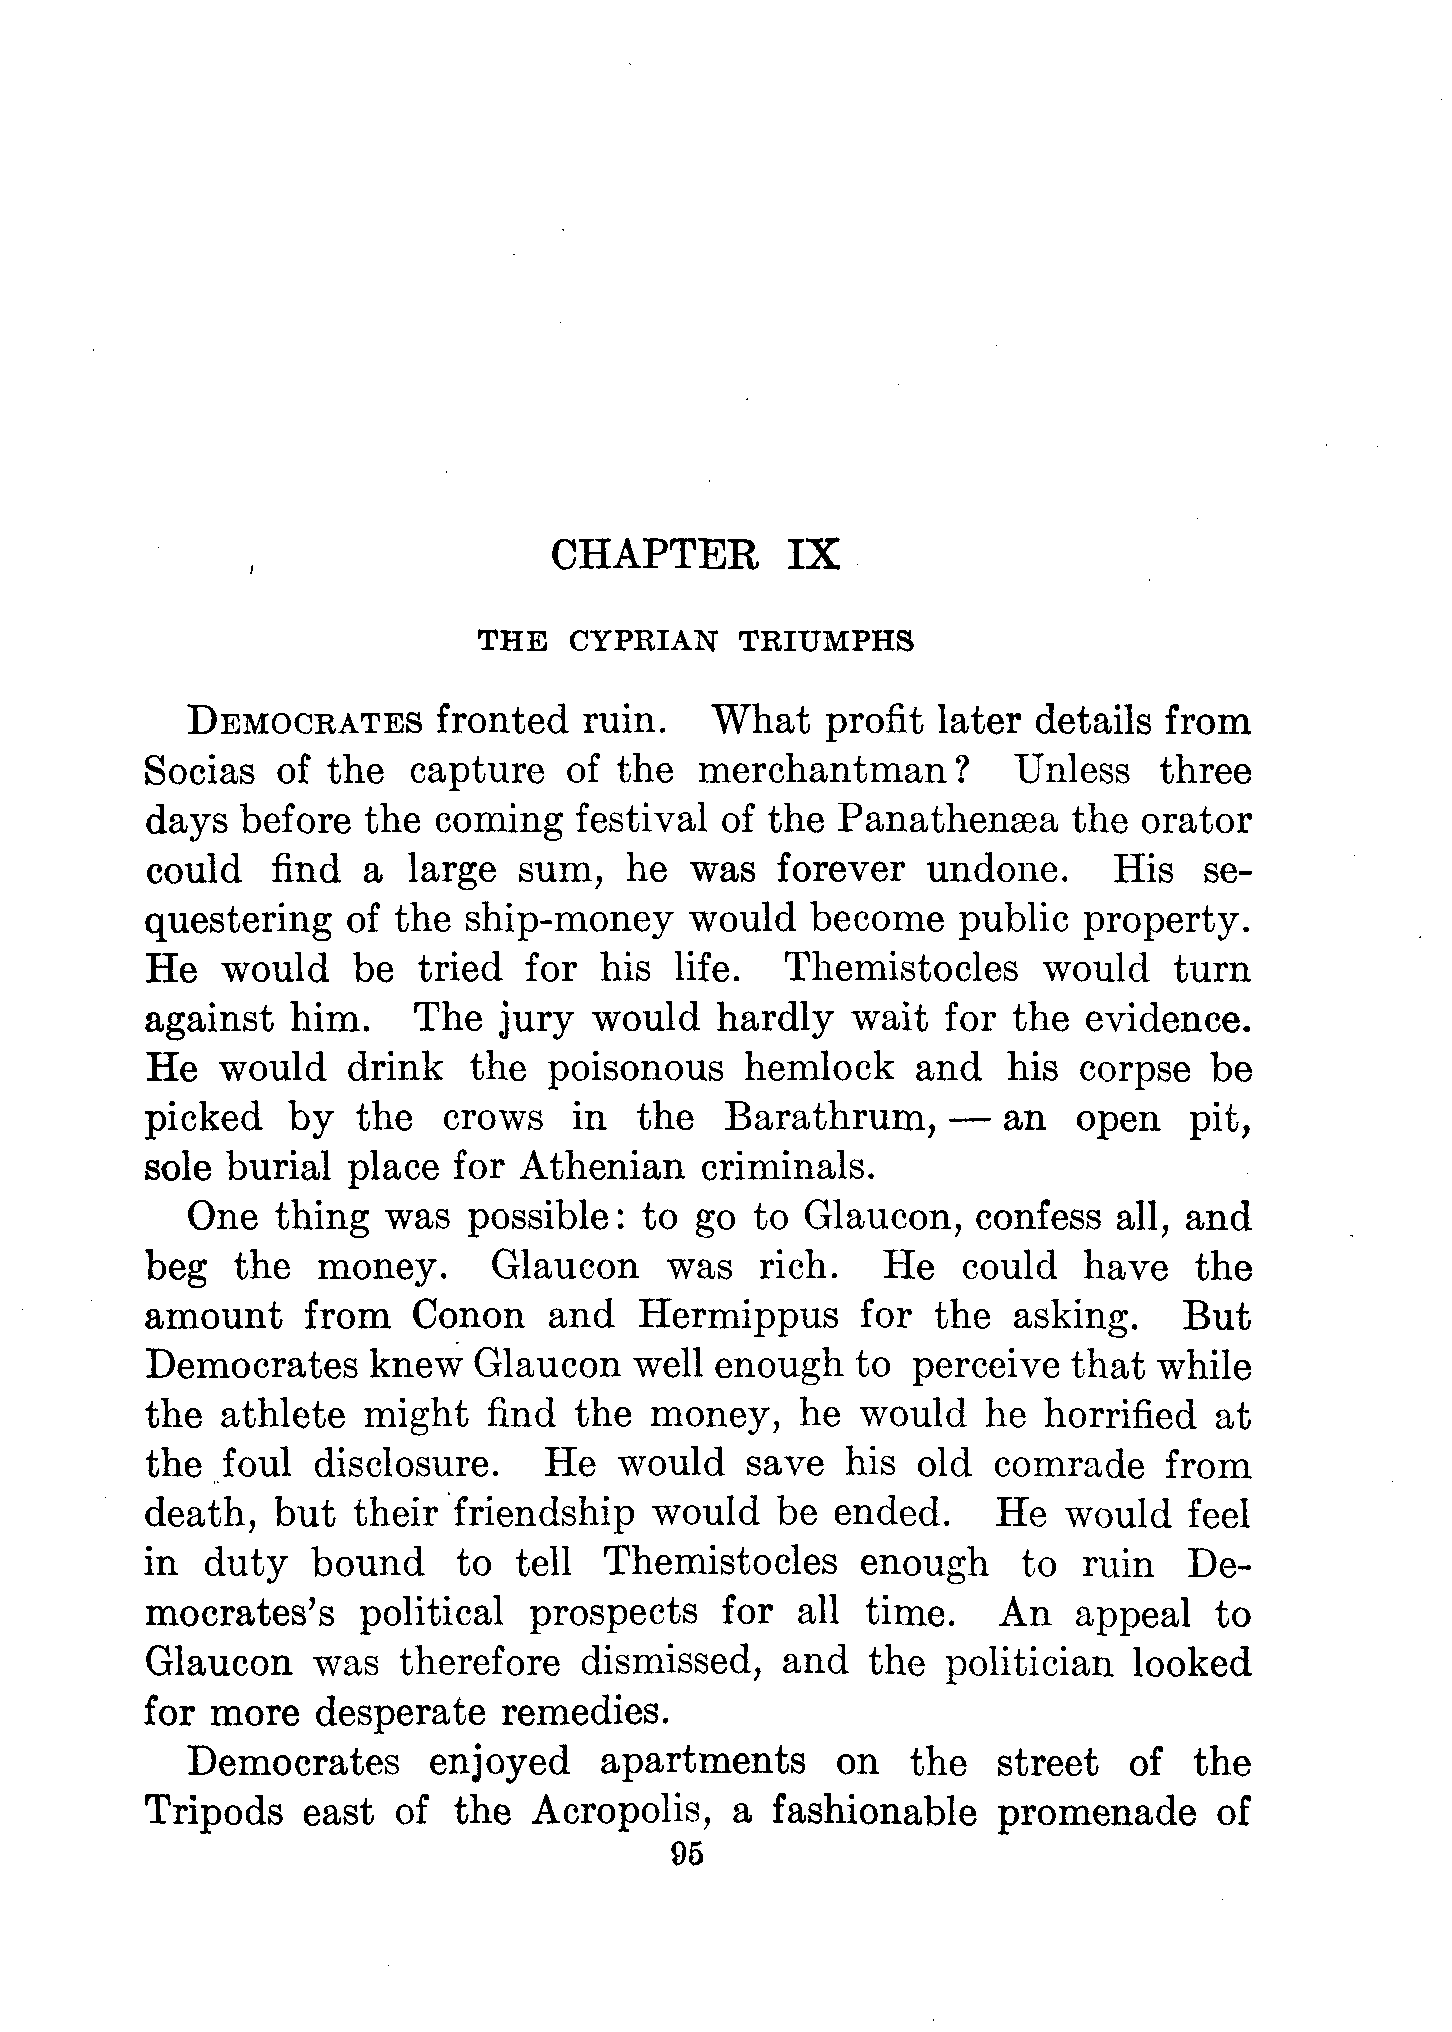 CHAPTER IX
THE CYPRIAN TRIUMPHS
DEMOCRATES fronted ruin. What profit later details from
Socias of the capture of the merchantman? Unless three
days before the coming festival of the Panathenæa the orator
could find a large sum, he was forever undone. His se-
questering of the ship-money would become public property.
He would be tried for his life. Themistocles would turn
against him. The jury would hardly wait for the evidence.
He would drink the poisonous hemlock and his corpse be
picked by the crows in the Barathrum, — an open pit,
sole burial place for Athenian criminals.
One thing was possible: to go to Glaucon, confess all, and
beg the money. Glaucon was rich. He could have the
amount from Conon and Hermippus for the asking. But
Democrates knew Glaucon well enough to perceive that while
the athlete might find the money, he would he horrified at
the foul disclosure. He would save his old comrade from
death, but their friendship would be ended. He would feel
in duty bound to tell Themistocles enough to ruin De-
mocrates's political prospects for all time. An appeal to
Glaucon was therefore dismissed, and the politician looked
for more desperate remedies.
Democrates enjoyed apartments on the street of the
Tripods east of the Acropolis, a fashionable promenade of
95